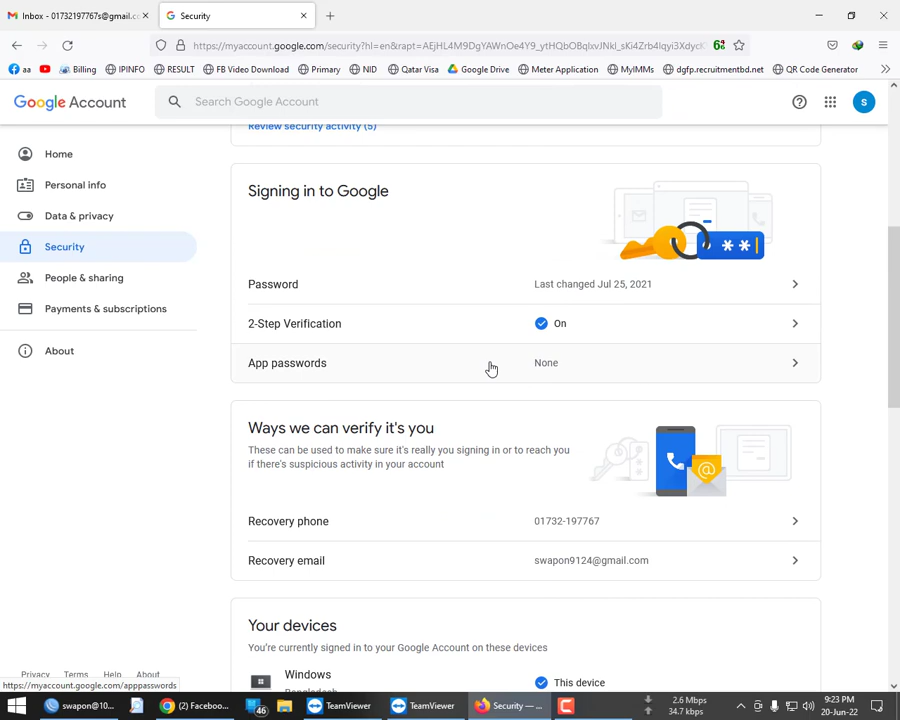 Inbox - 01732197767s@gmail.co
Security
https://myaccount.google.com/security?hl=en&rapt=
aa
Billing
IPINFO
RESULT
FB Video Download
Primary
NID
Qatar Visa
Google Drive
Meter Application
MyIMMs
dgfp.recruitmentbd.net
QR Code Generator
Google Account
Search Google Account
S
Review security activity (5)
Home
Personal info
Data & privacy
Security
People & sharing
Payments & subscriptions
About
Signing in to Google
Password
Last changed Jul 25, 2021
2-Step Verification
On
App passwords
None
Ways we can verify it's you
These can be used to make sure it's really you signing in or to reach you
if there's suspicious activity in your account
Recovery phone
01732-197767
Recovery email
swapon9124@gmail.com
Your devices
You're currently signed in to your Google Account on these devices
Windows
This device
Privacy Terms Help About
https://myaccount.google.com/apppasswords
swapon@10...
(2) Faceboo...
46
TeamViewer
TeamViewer
Security — ...
2.6 Mbps
34.7 kbps
9:23 PM
20-Jun-22